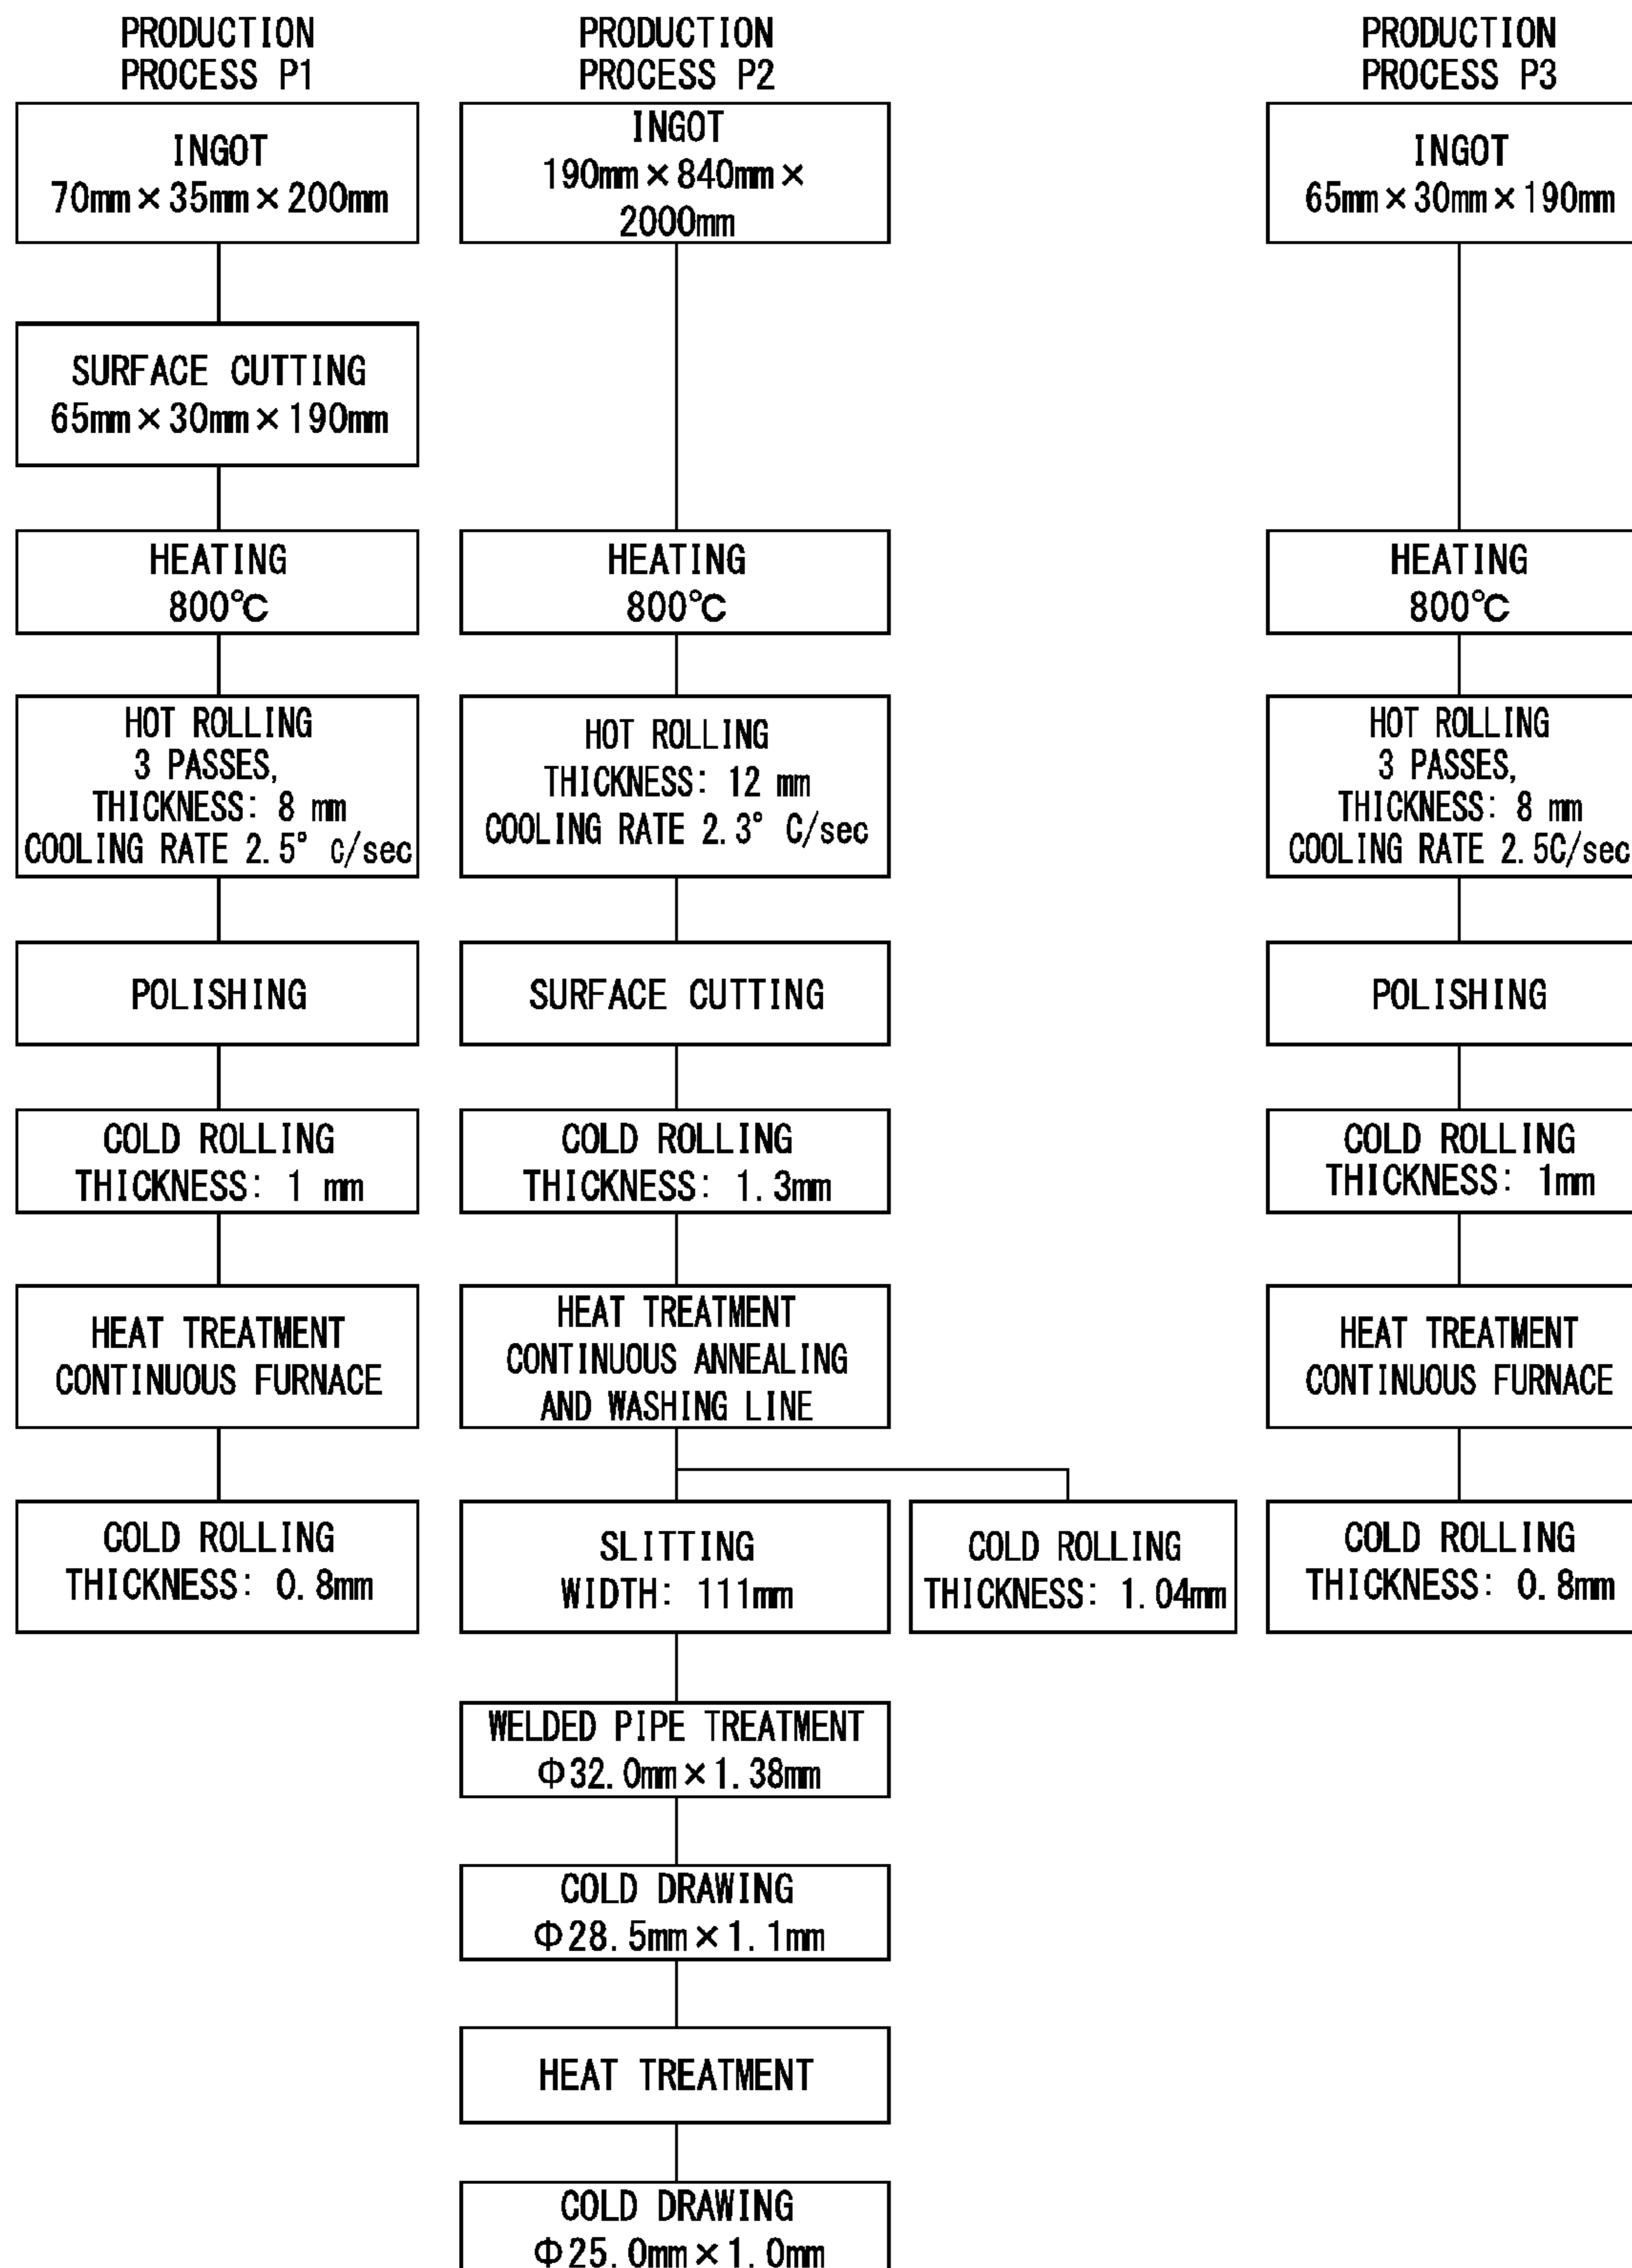 PRODUCTION
PROCESS P1
INGOT
70mm×35mm×200mm
SURFACE CUTTING
65mm×30mm×190mm
HEATING
800℃
HOT ROLLING
3 PASSES,
THICKNESS: 8 mm
COOLING RATE 2.5° c/sec
POLISHING
COLD ROLLING
THICKNESS: 1 mm
HEAT TREATMENT
CONTINUOUS FURNACE
COLD ROLLING
THICKNESS: 0.8mm
PRODUCTION
PROCESS P2
INGOT
190mm×840mm×
2000mm
HEATING
800℃
HOT ROLLING
THICKNESS: 12 mm
COOLING RATE 2.3° C/sec
SURFACE CUTTING
COLD ROLLING
THICKNESS: 1.3mm
HEAT TREATMENT
CONTINUOUS ANNEALING
AND WASHING LINE
SLITTING
WIDTH: 111mm
WELDED PIPE TREATMENT
Φ32.0mm×1.38mm
COLD DRAWING
Φ28.5mm×1.1mm
HEAT TREATMENT
COLD DRAWING
Φ25.0mm×1.0mm
COLD ROLLING
THICKNESS: 1.04mm
PRODUCTION
PROCESS P3
INGOT
65mm×30mm×190mm
HEATING
800℃
HOT ROLLING
3 PASSES,
THICKNESS: 8 mm
COOLING RATE 2.5C/sec
POLISHING
COLD ROLLING
THICKNESS: 1mm
HEAT TREATMENT
CONTINUOUS FURNACE
COLD ROLLING
THICKNESS: 0.8mm